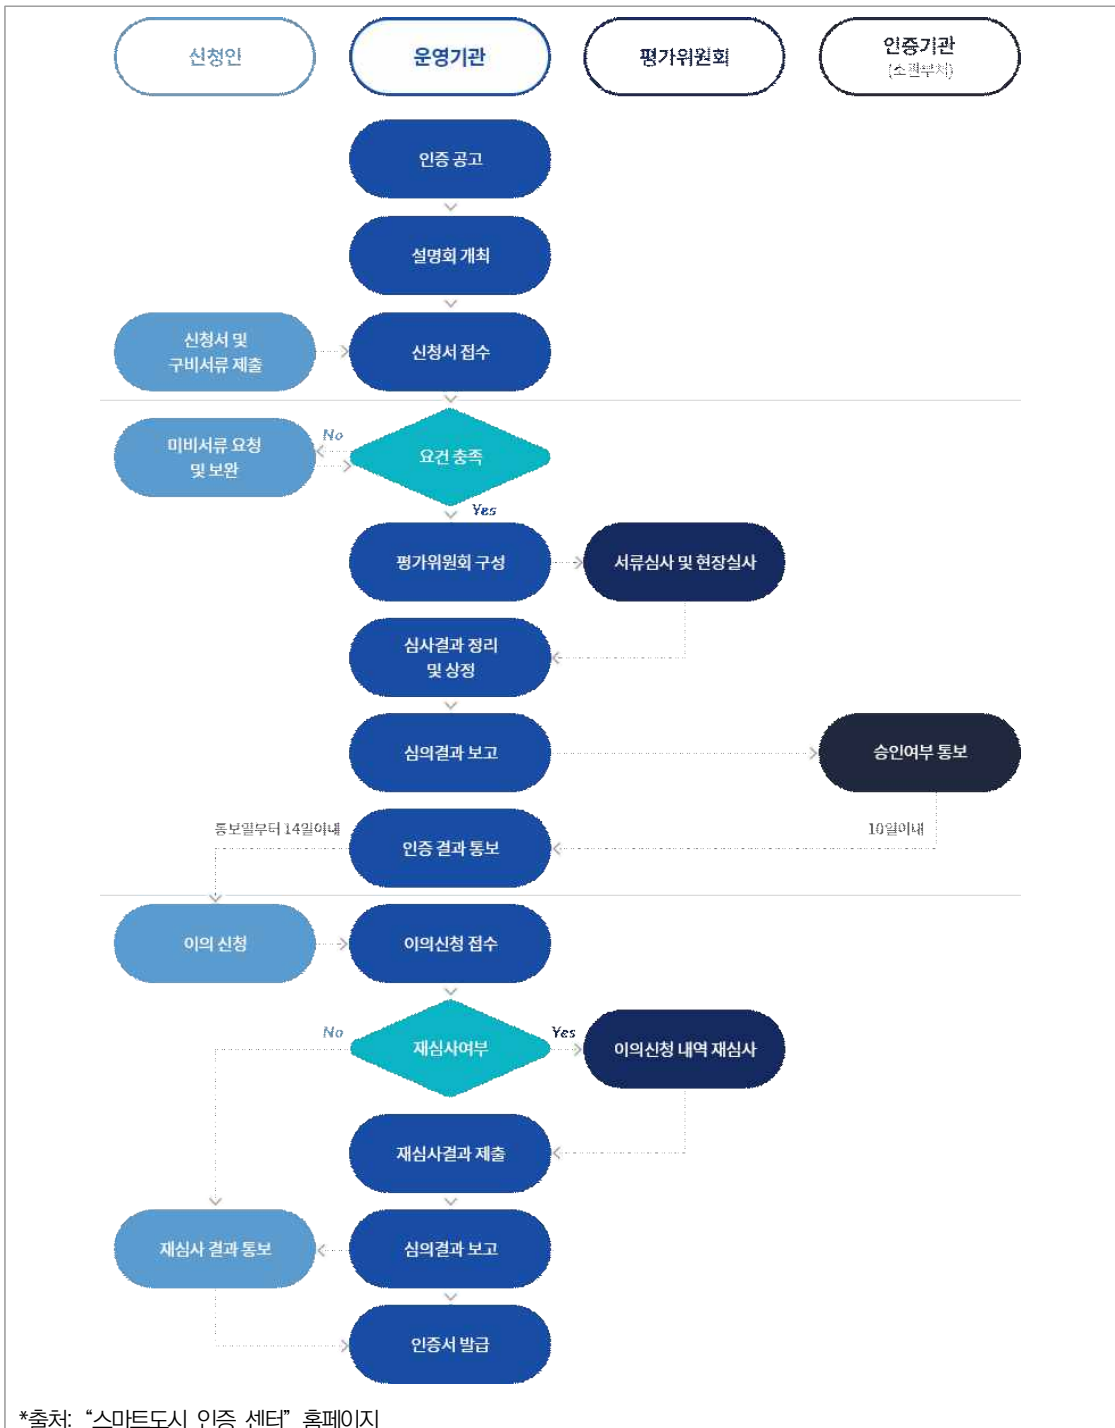 신청인
운영기관
평가위원회
인증기관
(소관부처)
인증 공고
설명회 개최
신청서 및
구비서류 제출
신청서 접수
미비서류 요청
및 보완
No
요건 충족
Yes
평가위원회 구성
서류심사 및 현장실사
심사결과 정리
및 상정
심의결과 보고
승인여부 통보
통보일부터 14일이내
인증 결과 통보
10일이내
이의 신청
이의신청 접수
No
재심사여부
Yes
이의신청 내역 재심사
재심사결과 제출
재심사 결과 통보
심의결과 보고
인증서 발급
*출처: “스마트도시 인증 센터” 홈페이지